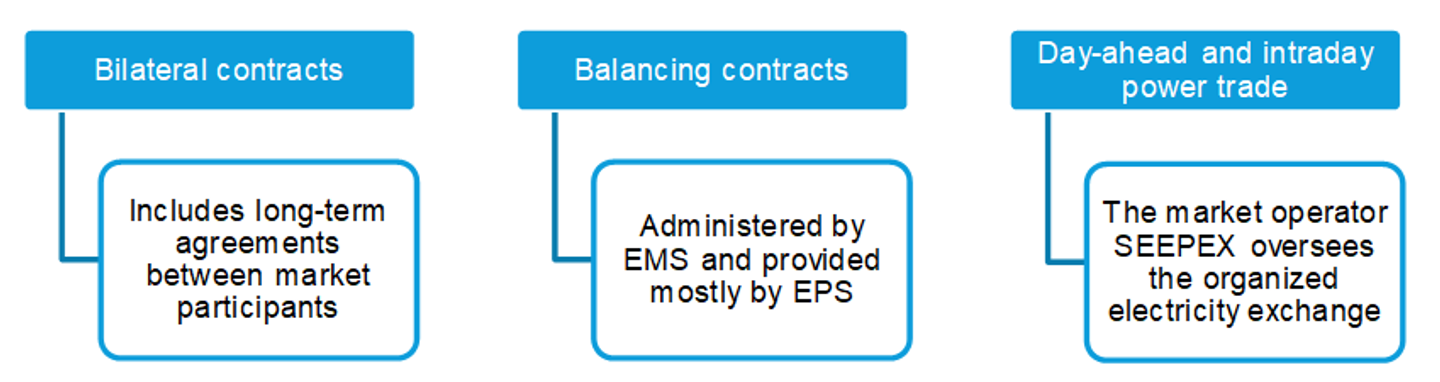 Bilateral contracts
Includes long-term
agreements
between market
participants
Balancing contracts
Administered by
EMS and provided
mostly by EPS
Day-ahead and intraday
power trade
The market operator
SEEPEX oversees
the organized
electricity exchange